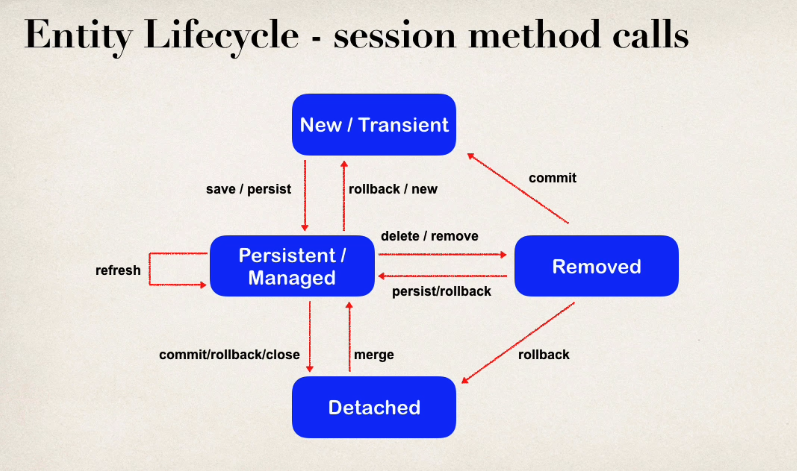 Entity Lifecycle - session method calls
New / Transient
commit
save / persist
rollback / new
delete / remove
Persistent /
Managed
Removed
refresh
persist/rollback
commit/rollback/close
merge
rollback
Detached